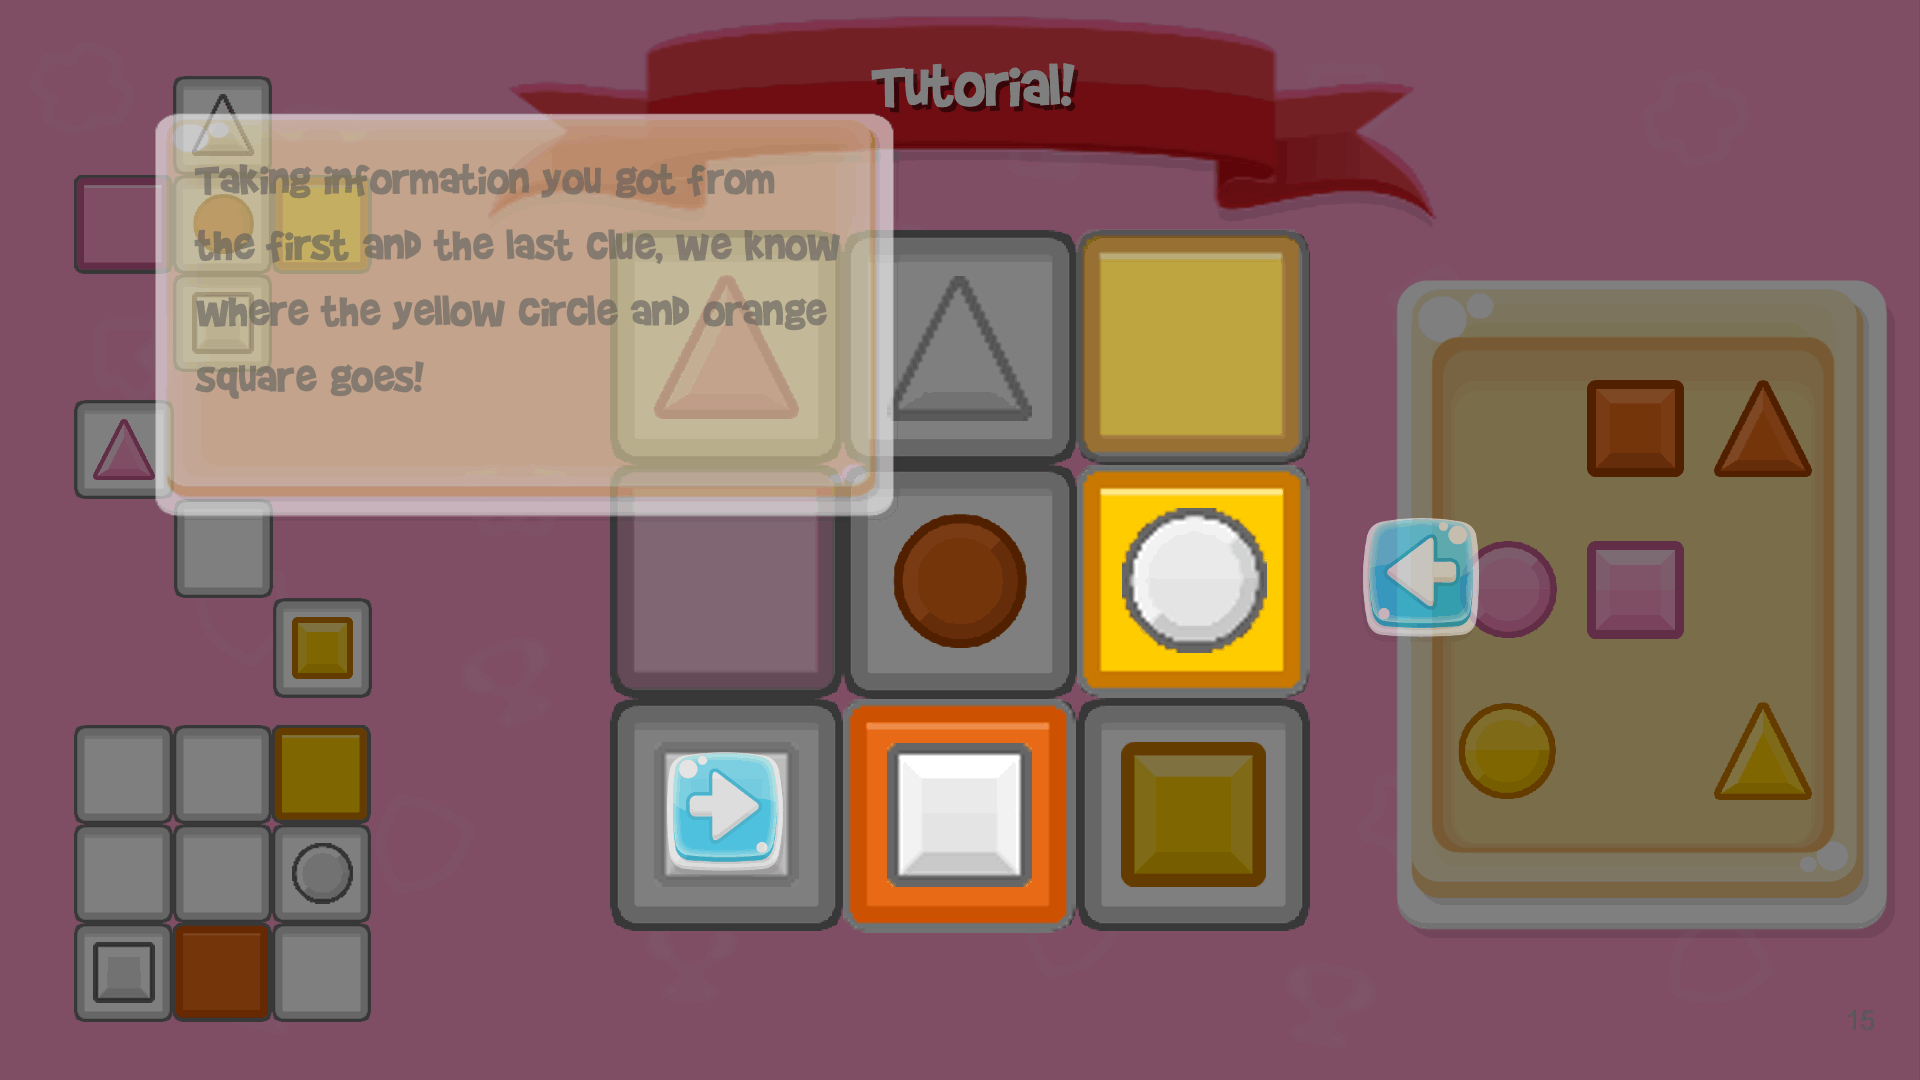 Tutorial!
Taking information you got from
the first and the last clue, we know
where the yellow circle and orange
square goes!
15